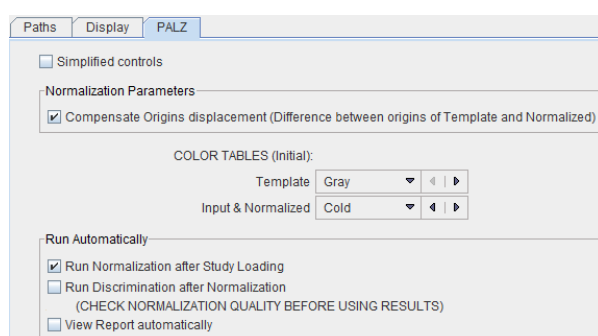 Paths Display PALZ
Simplified controls
Normalization Parameters
Compensate Origins displacement (Difference between origins of Template and Normalized)
COLOR TABLES (Initial):
Template Gray
Input & Normalized Cold
Run Automatically
Run Normalization after Study Loading
Run Discrimination after Normalization
(CHECK NORMALIZATION QUALITY BEFORE USING RESULTS)
View Report automatically